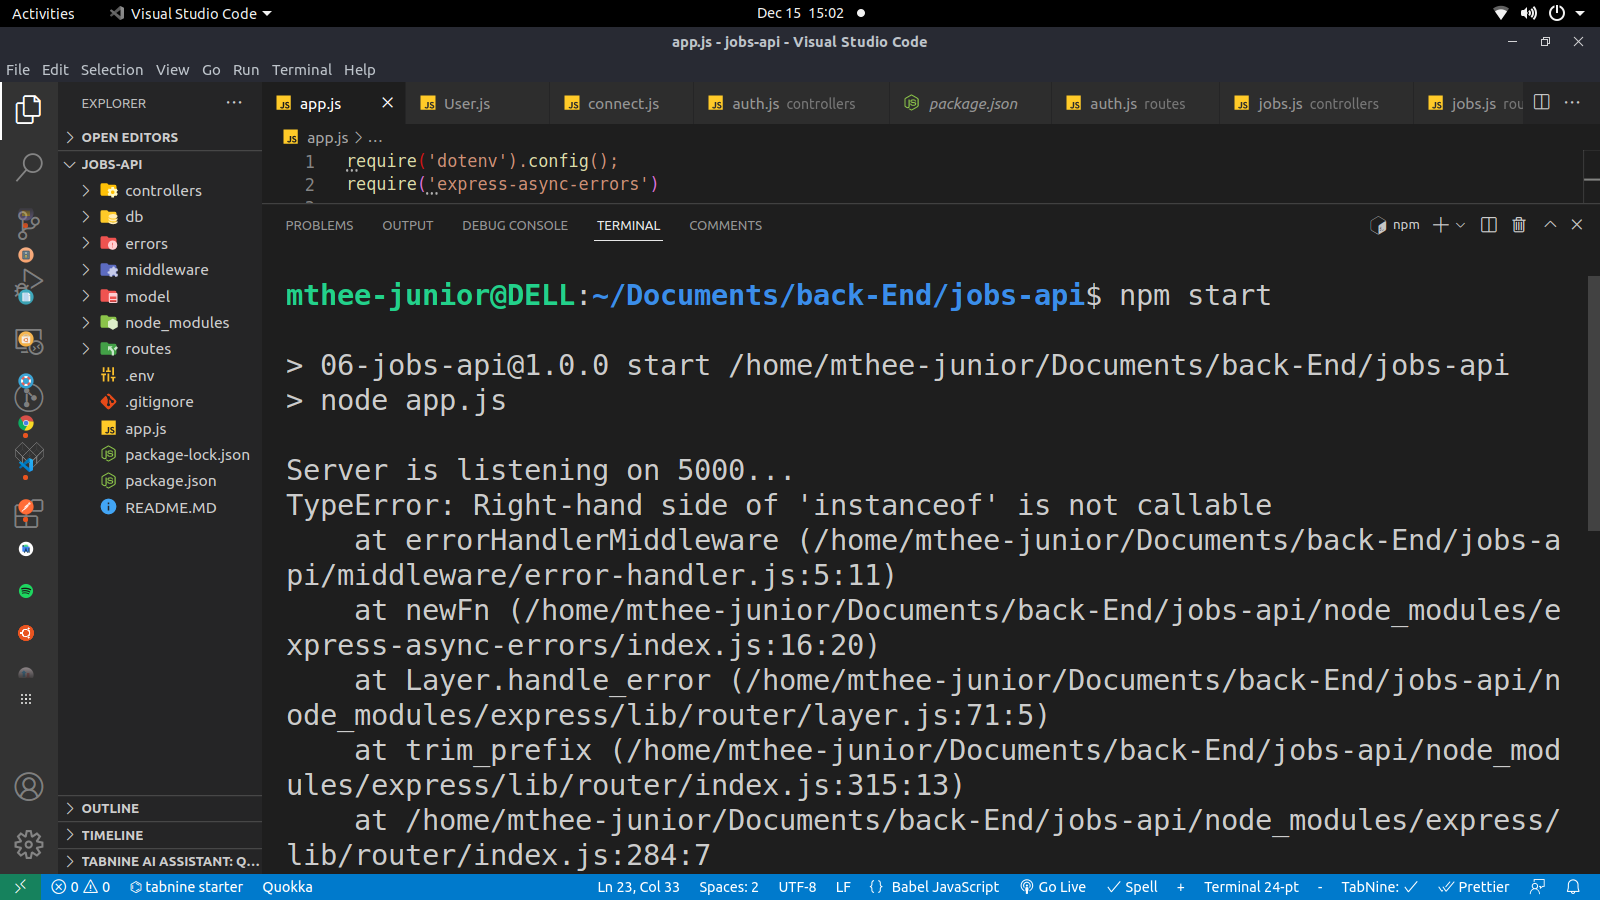 Activities
Visual Studio Code
Dec 15 15:02
app.js - jobs-api - Visual Studio Code
File Edit Selection View Go Run Terminal Help
EXPLORER
OPEN EDITORS
JOBS-API
controllers
db
errors
middleware
model
node_modules
routes
.env
.gitignore
app.js
package-lock.json
package.json
README.MD
OUTLINE
TIMELINE
TABNINE AI ASSISTANT: Q...
app.js
User.js
connect.js
auth.js controllers
package.json
auth.js routes
jobs.js controllers
jobs.js rou
app.js > ...
1 require('dotenv').config();
2 require('express-async-errors')
PROBLEMS OUTPUT DEBUG CONSOLE TERMINAL COMMENTS
npm
mthee-junior@DELL:~/Documents/back-End/jobs-api$ npm start
> 06-jobs-api@1.0.0 start /home/mthee-junior/Documents/back-End/jobs-api
> node app.js
Server is listening on 5000...
TypeError: Right-hand side of 'instanceof' is not callable
at errorHandlerMiddleware (/home/mthee-junior/Documents/back-End/jobs-a
pi/middleware/error-handler.js:5:11)
at newFn (/home/mthee-junior/Documents/back-End/jobs-api/node_modules/e
xpress-async-errors/index.js:16:20)
at Layer.handle_error (/home/mthee-junior/Documents/back-End/jobs-api/n
ode_modules/express/lib/router/layer.js:71:5)
at trim_prefix (/home/mthee-junior/Documents/back-End/jobs-api/node_mod
ules/express/lib/router/index.js:315:13)
at /home/mthee-junior/Documents/back-End/jobs-api/node_modules/express/
lib/router/index.js:284:7
0 0 tabnine starter Quokka
Ln 23, Col 33 Spaces: 2 UTF-8 LF {} Babel JavaScript Go Live Spell + Terminal 24-pt - TabNine: Prettier